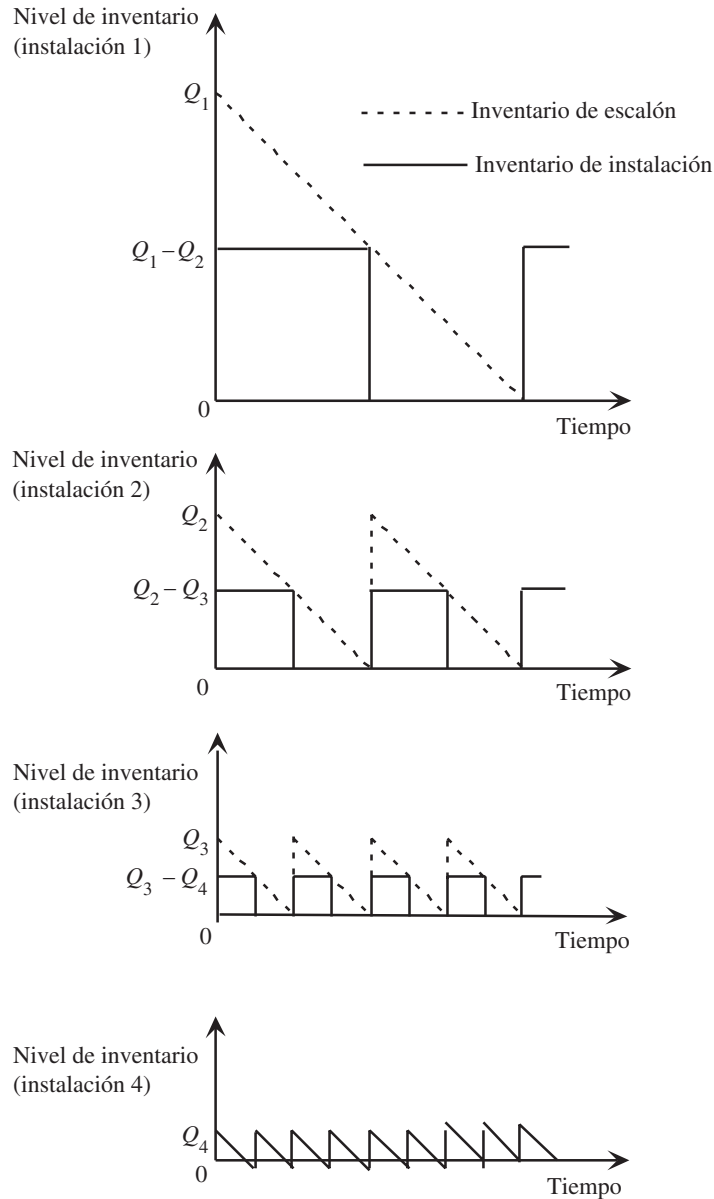 Nivel de inventario
(instalación 1)
Q1
Inventario de escalón
Inventario de instalación
Q1 – Q2
0
Tiempo
Nivel de inventario
(instalación 2)
Q2
Q2 – Q3
0
Tiempo
Nivel de inventario
(instalación 3)
Q3
Q3 – Q4
0
Tiempo
Nivel de inventario
(instalación 4)
Q4
0
Tiempo